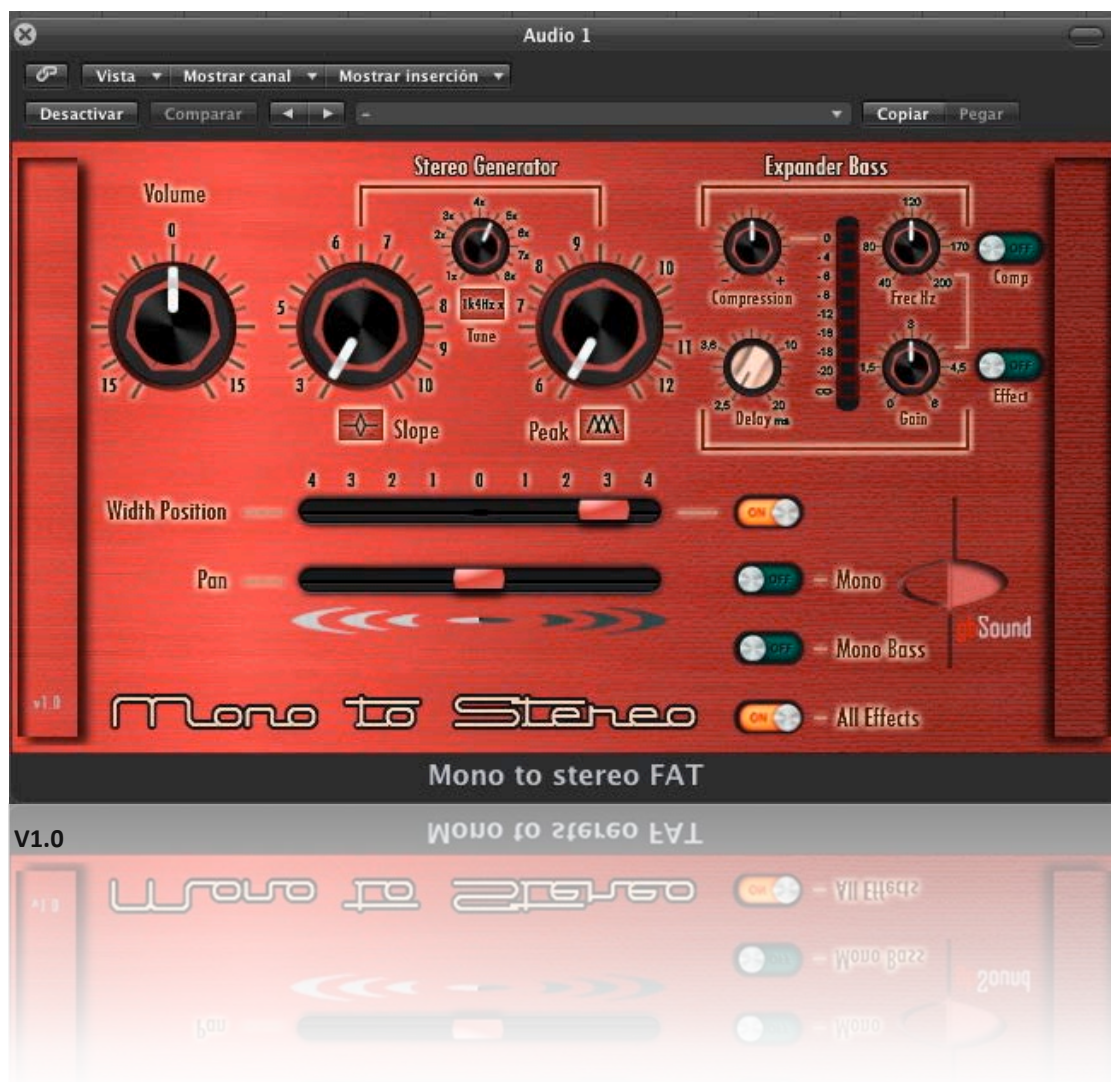 Audio 1
Vista Mostrar canal Mostrar inserción
Desactivar Comparar - Copiar Pegar
Stereo Generator Expander Bass
Volume
0
15 15
3 5 6 7 8 9 10
1x 2x 3x 4x 5x 6x 7x 8x
1k4Hz x
Tune
6 7 8 9 10 11 12
Slope
Peak
- +
Compression
0
-4
-6
-8
-12
-16
-18
-20
∞
40 80 120 170 200
Frec Hz
OFF
Comp
2,5 3,6 10 20
Delay ms
0 1,5 3 4,5 6
Gain
OFF
Effect
4 3 2 1 0 1 2 3 4
Width Position ON
Pan OFF Mono
Sound
OFF Mono Bass
v1.0
Mono to Stereo ON All Effects
Mono to stereo FAT
V1.0